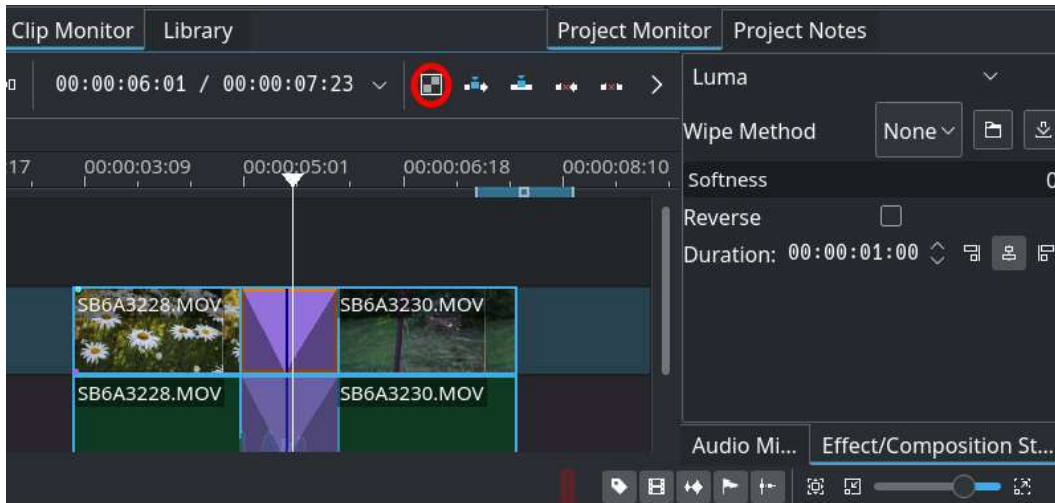 Clip Monitor Library Project Monitor Project Notes
00:00:06:01 / 00:00:07:23
Luma
Wipe Method None
:17 00:00:03:09 00:00:05:01 00:00:06:18 00:00:08:10
Softness 0
Reverse
Duration: 00:00:01:00
SB6A3228.MOV SB6A3230.MOV
SB6A3228.MOV SB6A3230.MOV
Audio Mi... Effect/Composition St...